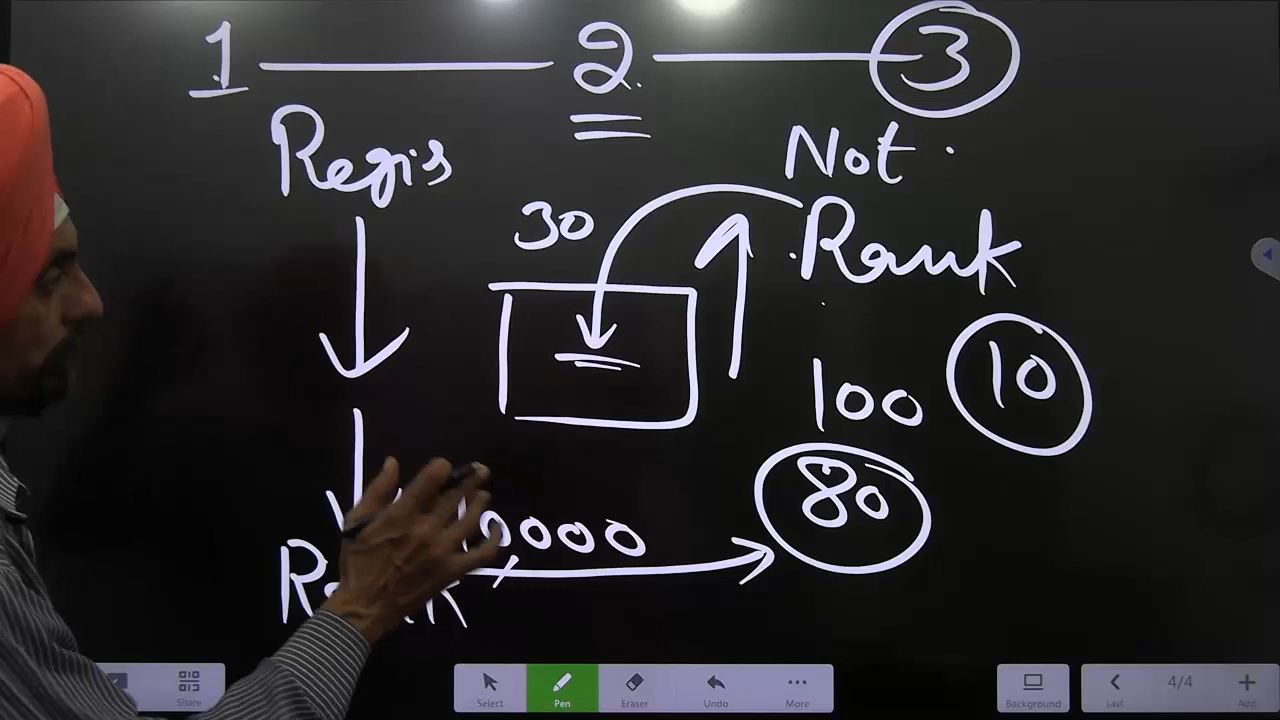 1 2. 3
Regis
Not
30
Rank
100 10
80
0000
Share
Select
Pen
Eraser
Undo
More
Background
Last
4/4
Add